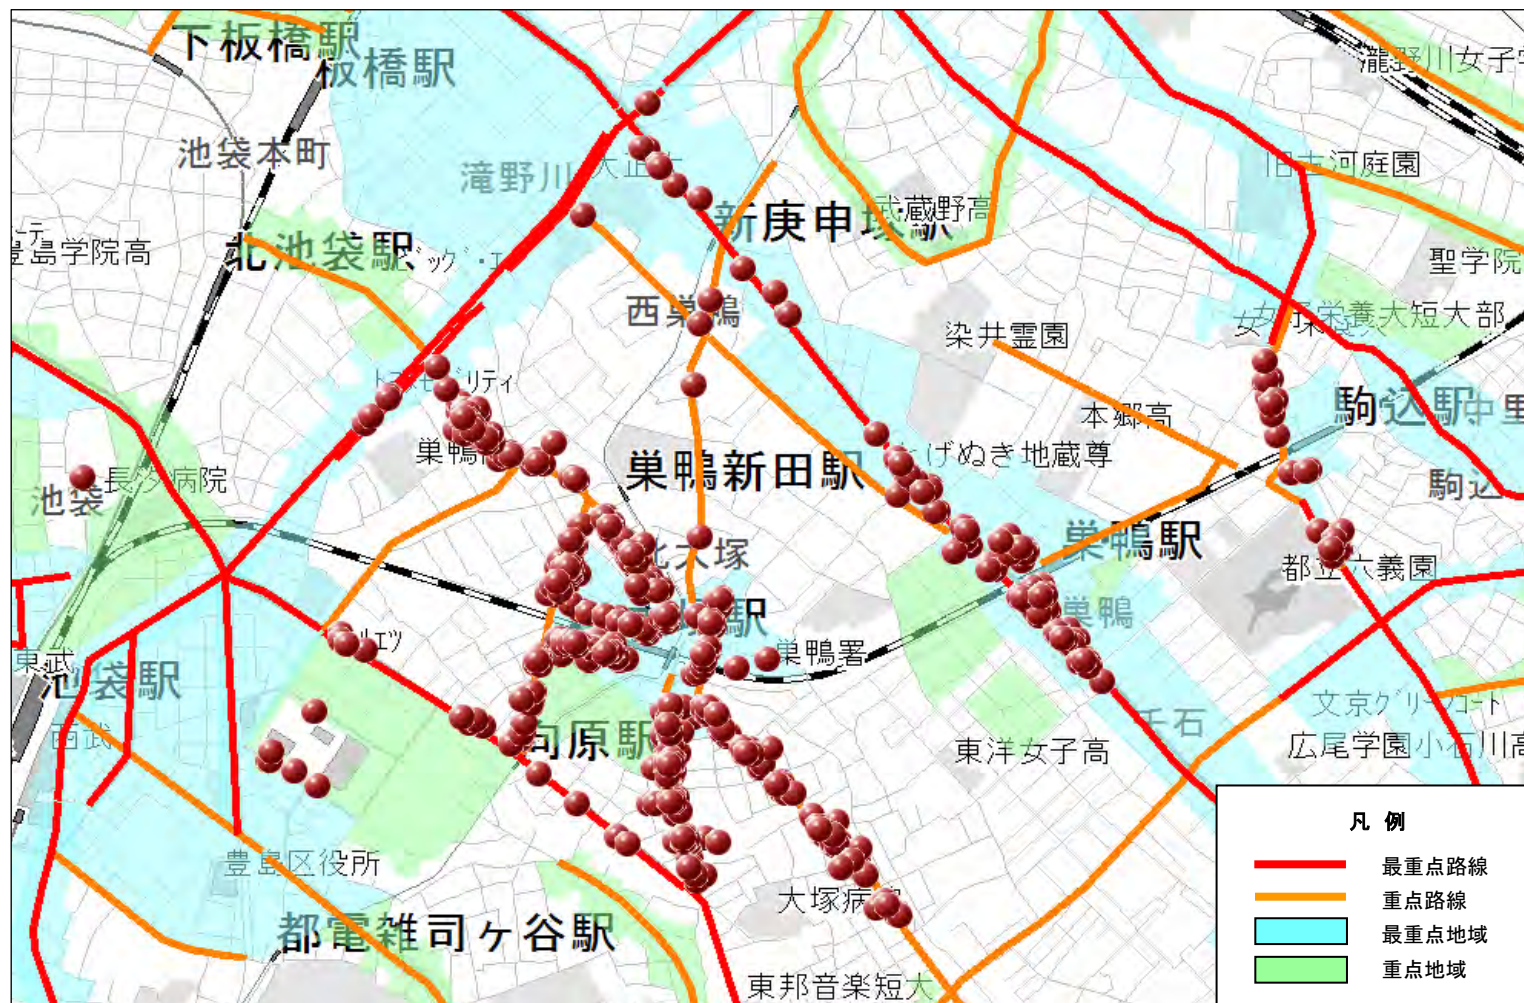 下板橋駅
板橋駅
瀧野川女子学
池袋本町
滝野川
旧古河庭園
武蔵野高
新庚申塚駅
豊島学院高
北池袋駅
聖学院
西巣鴨
女子栄養大短大部
染井霊園
駒込駅
中里
本郷高
巣鴨新田駅
とげぬき地蔵尊
長汐病院
池袋
駒込
巣鴨駅
北大塚
都立六義園
巣鴨
巣鴨署
東武
池袋駅
西武
千石
文京グリーンコート
向原駅
東洋女子高
広尾学園小石川高
豊島区役所
大塚病院
都電雑司ヶ谷駅
東邦音楽短大
凡 例
最重点路線
重点路線
最重点地域
重点地域